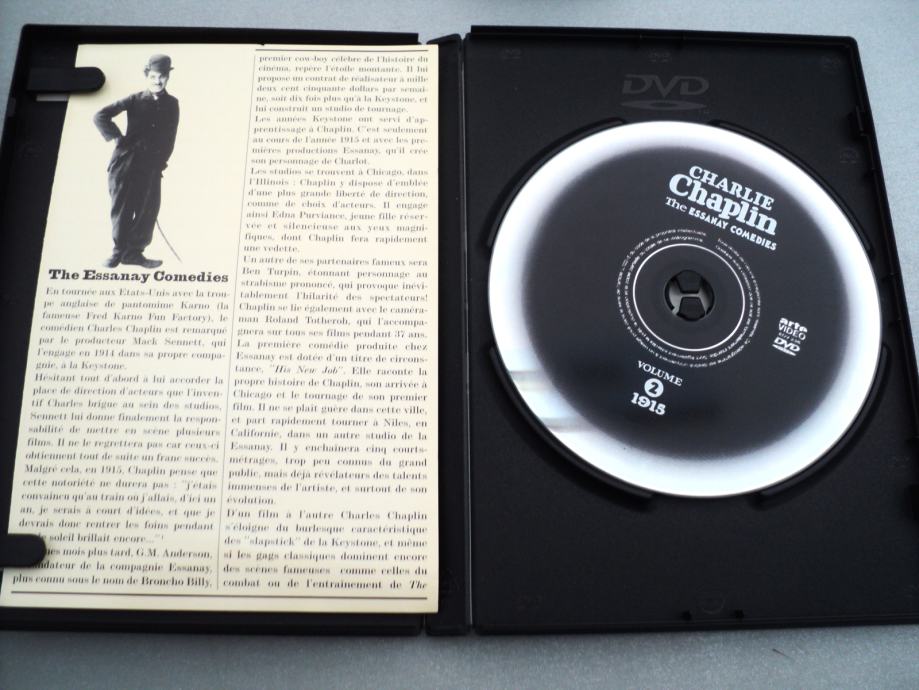 The Essanay Comedies
En tournée aux Etats-Unis avec la trou-
pe anglaise de pantomime Karno (la
fameuse Fred Karno Fun Factory), le
comédien Charles Chaplin est remarqué
par le producteur Mack Sennett, qui
l'engage en 1914 dans sa propre compa-
gnie, à la Keystone.
Hésitant tout d'abord à lui accorder la
place de direction d'acteurs que l'inven-
tif Charles brigue au sein des studios,
Sennett lui donne finalement la respon-
sabilité de mettre en scène plusieurs
films. Il ne le regrettera pas car ceux-ci
obtiennent tout de suite un franc succès.
Malgré cela, en 1915, Chaplin pense que
cette notoriété ne durera pas : "j'étais
convaincu qu'au train où j'allais, d'ici un
an, je serais à court d'idées, et que je
devrais donc rentrer les foins pendant
soleil brillait encore..."¹
mois plus tard, G.M. Anderson,
de la compagnie Essanay,
plus connu sous le nom de Broncho Billy,
premier cow-boy célèbre de l'histoire du
cinéma, repère l'étoile montante. Il lui
propose un contrat de réalisateur à mille
deux cent cinquante dollars par semai-
ne, soit dix fois plus qu'à la Keystone, et
lui construit un studio de tournage.
Les années Keystone ont servi d'ap-
prentissage à Chaplin. C'est seulement
au cours de l'année 1915 et avec les pre-
mières productions Essanay, qu'il crée
son personnage de Charlot.
Les studios se trouvent à Chicago, dans
l'Illinois : Chaplin y dispose d'emblée
d'une plus grande liberté de direction,
comme de choix d'acteurs. Il engage
ainsi Edna Purviance, jeune fille réser-
vée et silencieuse aux yeux magni-
fiques, dont Chaplin fera rapidement
une vedette.
Un autre de ses partenaires fameux sera
Ben Turpin, étonnant personnage au
strabisme prononcé, qui provoque inévi-
tablement l'hilarité des spectateurs!
Chaplin se lie également avec le caméra-
man Roland Totheroh, qui l'accompa-
gnera sur tous ses films pendant 37 ans.
La première comédie produite chez
Essanay est dotée d'un titre de circons-
tance, "His New Job". Elle raconte la
propre histoire de Chaplin, son arrivée à
Chicago et le tournage de son premier
film. Il ne se plaît guère dans cette ville,
et part rapidement tourner à Niles, en
Californie, dans un autre studio de la
Essanay. Il y enchaînera cinq courts-
métrages, trop peu connus du grand
public, mais déjà révélateurs des talents
immenses de l'artiste, et surtout de son
évolution.
D'un film à l'autre Charles Chaplin
s'éloigne du burlesque caractéristique
des "slapstick" de la Keystone, et même
si les gags classiques dominent encore
des scènes fameuses comme celles du
combat ou de l'entrainement de The
DVD
CHARLIE
Chaplin
The ESSANAY COMEDIES
arte
VIDEO
DVD
VOLUME
2
1915